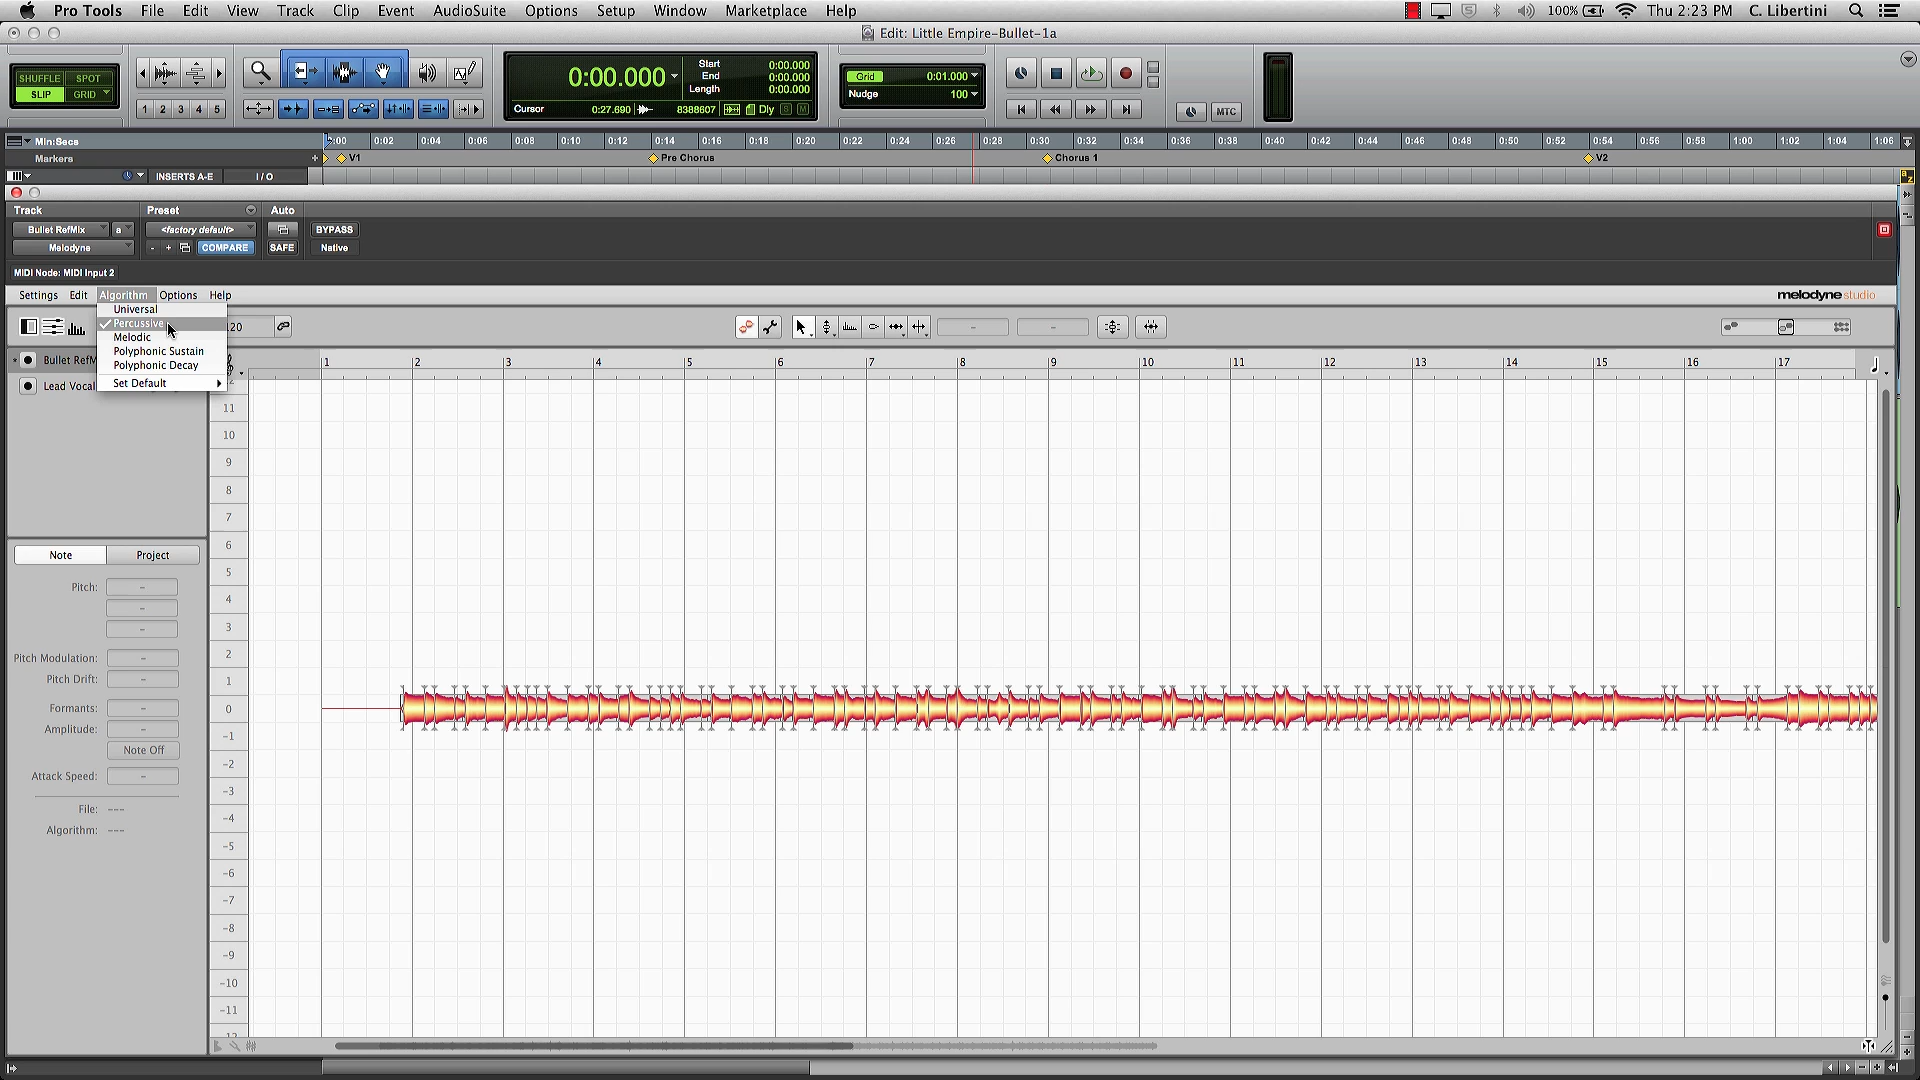 Pro Tools File Edit View Track Clip Event AudioSuite Options Setup Window Marketplace Help 100% Thu 2:23 PM C. Libertini
Edit: Little Empire-Bullet-1a
SHUFFLE SPOT
SLIP GRID
1 2 3 4 5
0:00.000
Start 0:00.000
End 0:00.000
Length 0:00.000
Cursor 0:27.690 8388607 Dly S M
Grid 0:01.000
Nudge 100
MTC
Min:Secs 0:00 0:02 0:04 0:06 0:08 0:10 0:12 0:14 0:16 0:18 0:20 0:22 0:24 0:26 0:28 0:30 0:32 0:34 0:36 0:38 0:40 0:42 0:44 0:46 0:48 0:50 0:52 0:54 0:56 0:58 1:00 1:02 1:04 1:06
Markers + V1 Pre Chorus Chorus 1 V2
INSERTS A-E I / O
Track Preset Auto
Bullet RefMix a <factory default> BYPASS
Melodyne - + COMPARE SAFE Native
MIDI Node: MIDI Input 2
Settings Edit Algorithm Options Help melodyne studio
Universal
Percussive 120 - -
Melodic
Polyphonic Sustain
Polyphonic Decay
Set Default
Bullet RefM
Lead Vocal
1 2 3 4 5 6 7 8 9 10 11 12 13 14 15 16 17
11
10
9
8
7
6
5
4
3
2
1
0
-1
-2
-3
-4
-5
-6
-7
-8
-9
-10
-11
Note Project
Pitch: -
-
-
Pitch Modulation: -
Pitch Drift: -
Formants: -
Amplitude: -
Note Off
Attack Speed: -
File: ---
Algorithm: ---